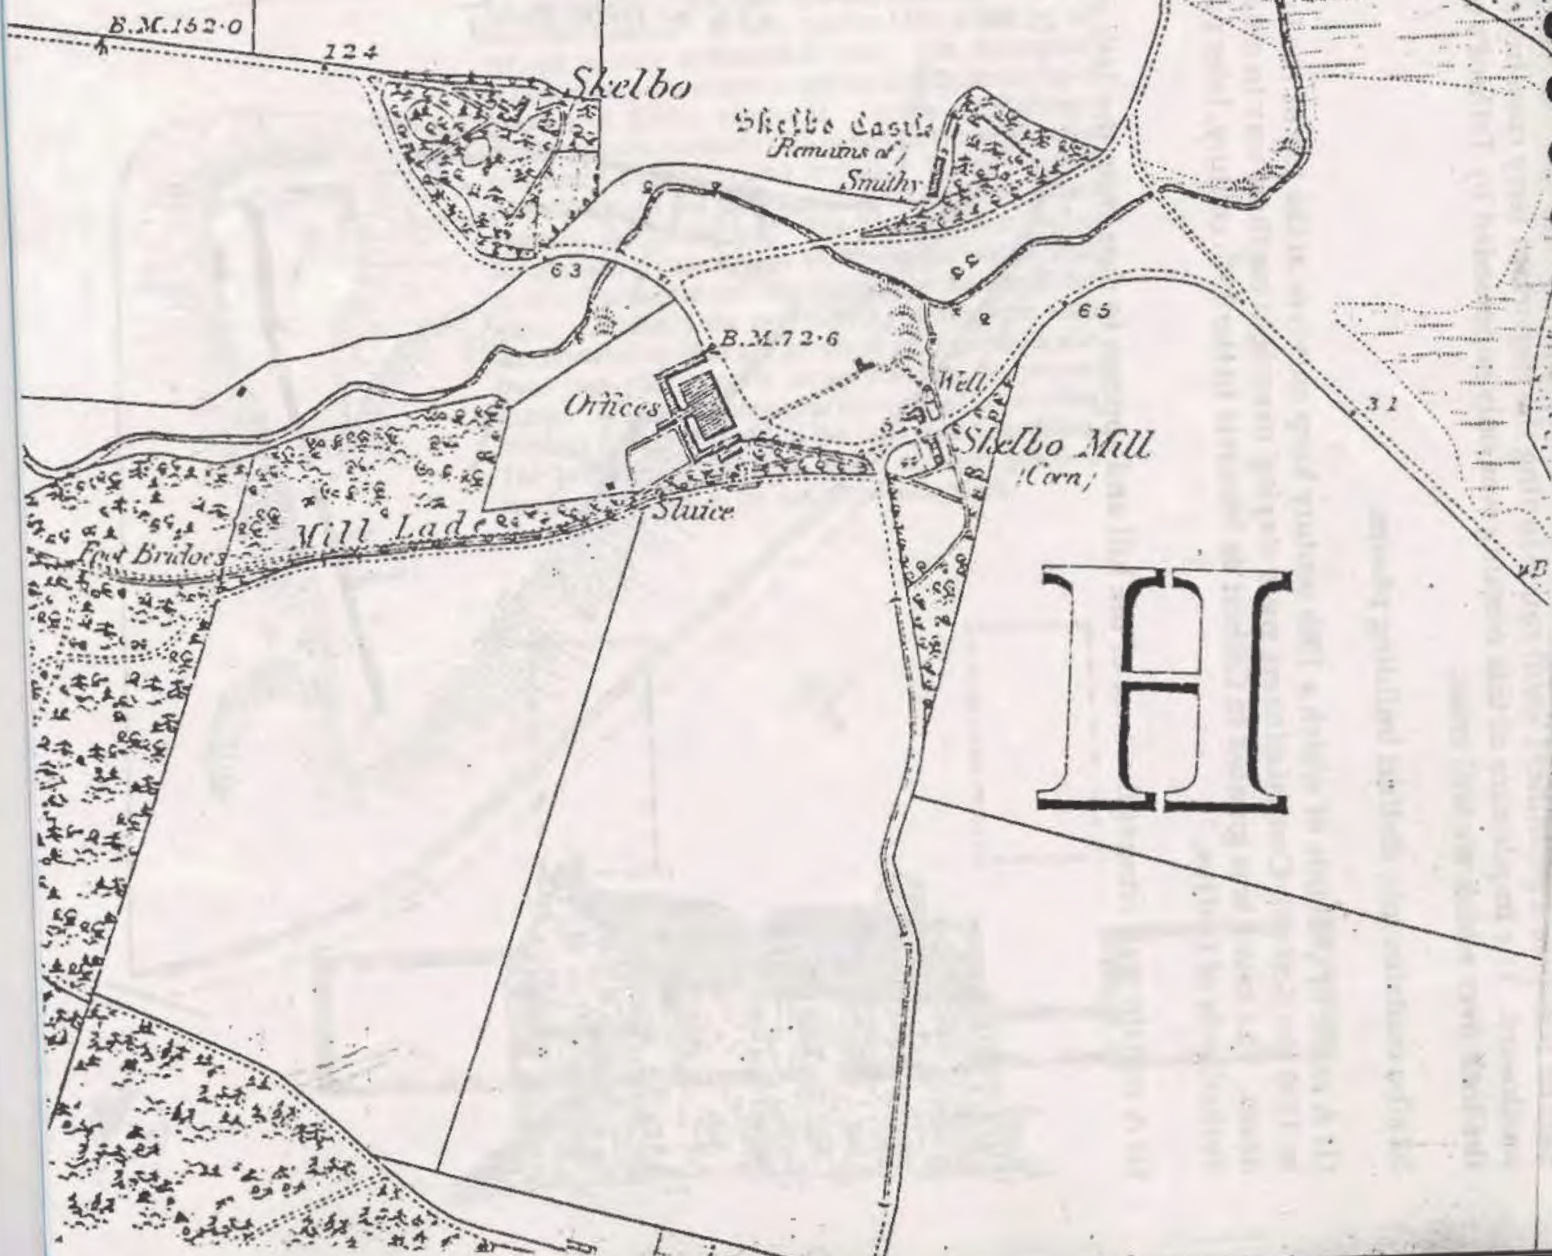 B.M.152·0
124
Skelbo
Skelbo Castle
(Remains of)
Smithy
63
33
65
B.M.72·6
Well
Offices
31
Skelbo Mill
(Corn)
Mill Lade
Sluice
Foot Bridges
B
H